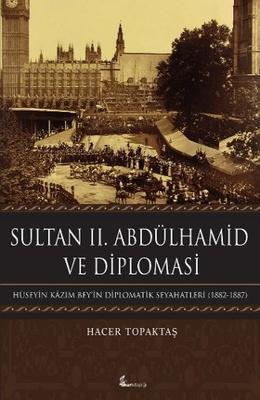 SULTAN II. ABDÜLHAMİD
VE DİPLOMASİ
HÜSEYİN KÂZIM BEY'İN DİPLOMATİK SEYAHATLERİ (1882-1887)
HACER TOPAKTAŞ